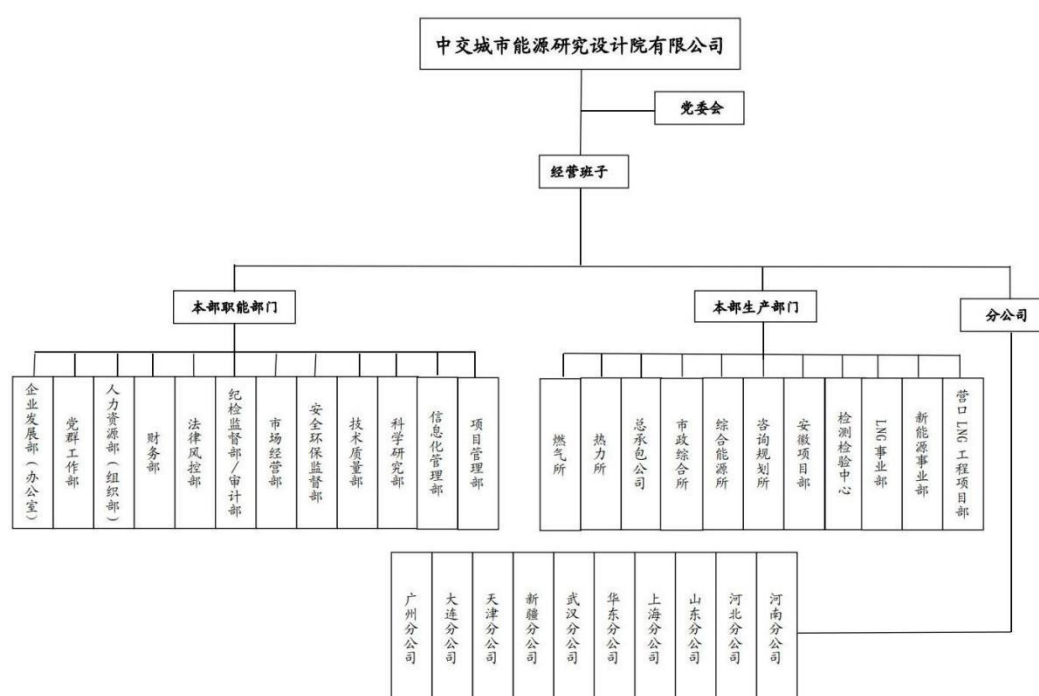 中交城市能源研究设计院有限公司
党委会
经营班子
本部职能部门
本部生产部门
分公司
企业发展部（办公室）
党群工作部
人力资源部（组织部）
财务部
法律风控部
纪检监督部/审计部
市场经营部
安全环保监督部
技术质量部
科学研究部
信息化管理部
项目管理部
燃气所
热力所
总承包公司
市政综合所
综合能源所
咨询规划所
安徽项目部
检测检验中心
LNG事业部
新能源事业部
营口LNG工程项目部
广州分公司
大连分公司
天津分公司
新疆分公司
武汉分公司
华东分公司
上海分公司
山东分公司
河北分公司
河南分公司